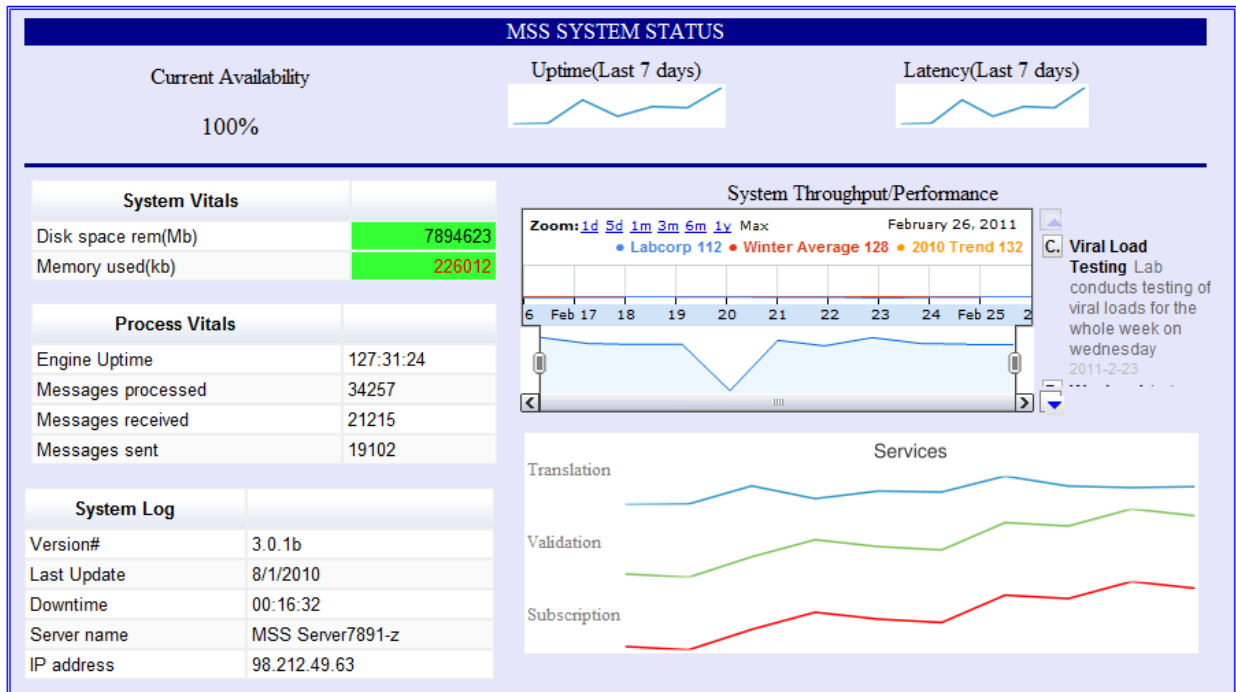 MSS SYSTEM STATUS
Current Availability
100%
Uptime(Last 7 days)
Latency(Last 7 days)
System Vitals
Disk space rem(Mb) 7894623
Memory used(kb) 226012
Process Vitals
Engine Uptime 127:31:24
Messages processed 34257
Messages received 21215
Messages sent 19102
System Log
Version# 3.0.1b
Last Update 8/1/2010
Downtime 00:16:32
Server name MSS Server7891-z
IP address 98.212.49.63
System Throughput/Performance
Zoom: 1d 5d 1m 3m 6m 1y Max February 26, 2011
Labcorp 112 Winter Average 128 2010 Trend 132
6 Feb 17 18 19 20 21 22 23 24 Feb 25 2
C. Viral Load
Testing Lab
conducts testing of
viral loads for the
whole week on
wednesday
2011-2-23
Services
Translation
Validation
Subscription